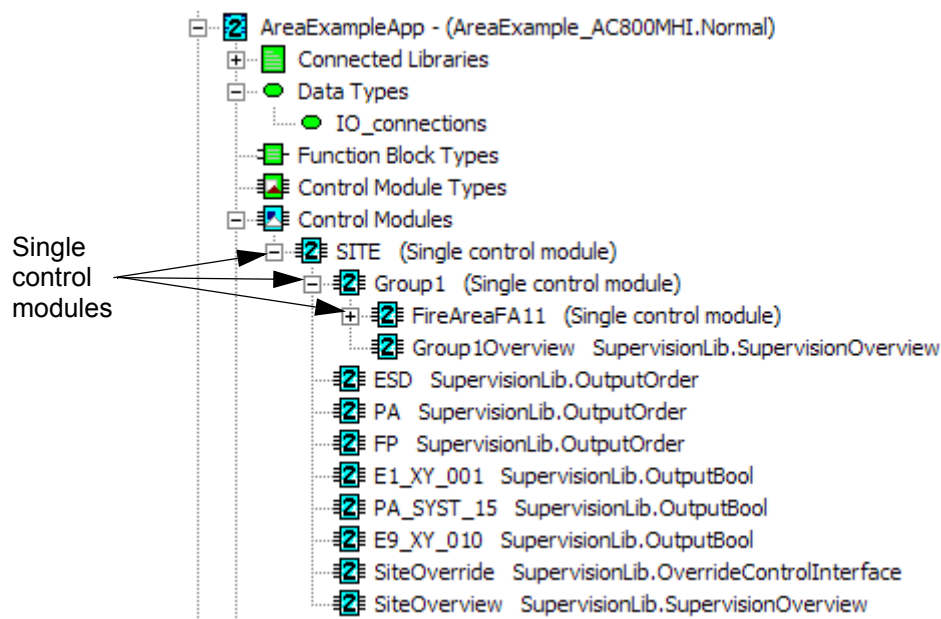 AreaExampleApp - (AreaExample_AC800MHI.Normal)
Connected Libraries
Data Types
IO_connections
Function Block Types
Control Module Types
Control Modules
Single
control
modules
SITE (Single control module)
Group1 (Single control module)
FireAreaFA11 (Single control module)
Group1Overview SupervisionLib.SupervisionOverview
ESD SupervisionLib.OutputOrder
PA SupervisionLib.OutputOrder
FP SupervisionLib.OutputOrder
E1_XY_001 SupervisionLib.OutputBool
PA_SYST_15 SupervisionLib.OutputBool
E9_XY_010 SupervisionLib.OutputBool
SiteOverride SupervisionLib.OverrideControlInterface
SiteOverview SupervisionLib.SupervisionOverview